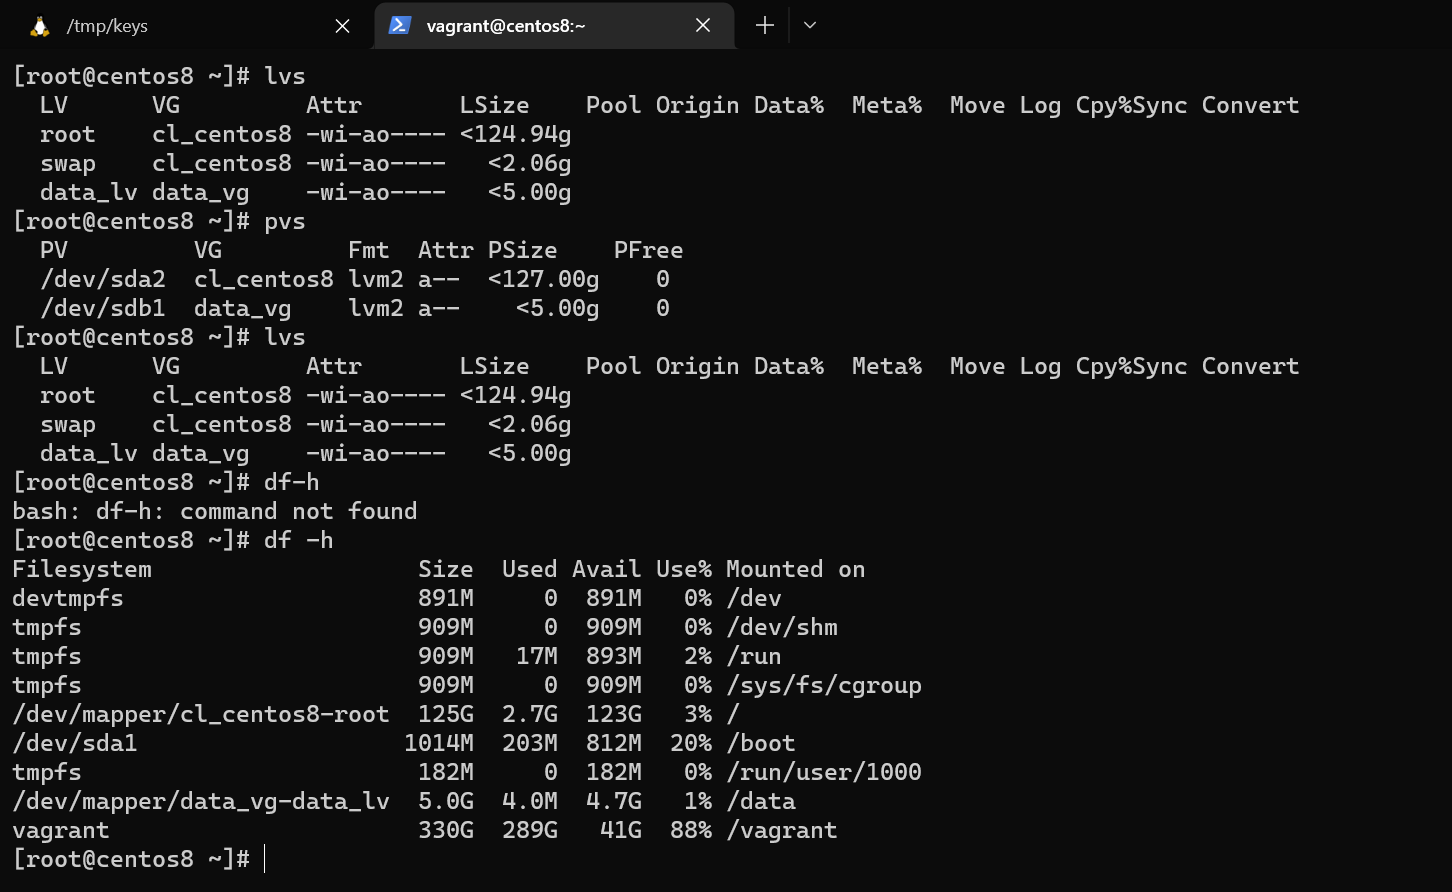 /tmp/keys
vagrant@centos8:~
[root@centos8 ~]# lvs
  LV      VG         Attr       LSize    Pool Origin Data%  Meta%  Move Log Cpy%Sync Convert
  root    cl_centos8 -wi-ao---- <124.94g
  swap    cl_centos8 -wi-ao----   <2.06g
  data_lv data_vg    -wi-ao----   <5.00g
[root@centos8 ~]# pvs
  PV         VG         Fmt  Attr PSize    PFree
  /dev/sda2  cl_centos8 lvm2 a--  <127.00g    0
  /dev/sdb1  data_vg    lvm2 a--    <5.00g    0
[root@centos8 ~]# lvs
  LV      VG         Attr       LSize    Pool Origin Data%  Meta%  Move Log Cpy%Sync Convert
  root    cl_centos8 -wi-ao---- <124.94g
  swap    cl_centos8 -wi-ao----   <2.06g
  data_lv data_vg    -wi-ao----   <5.00g
[root@centos8 ~]# df-h
bash: df-h: command not found
[root@centos8 ~]# df -h
Filesystem                   Size  Used Avail Use% Mounted on
devtmpfs                     891M     0  891M   0% /dev
tmpfs                        909M     0  909M   0% /dev/shm
tmpfs                        909M   17M  893M   2% /run
tmpfs                        909M     0  909M   0% /sys/fs/cgroup
/dev/mapper/cl_centos8-root  125G  2.7G  123G   3% /
/dev/sda1                   1014M  203M  812M  20% /boot
tmpfs                        182M     0  182M   0% /run/user/1000
/dev/mapper/data_vg-data_lv  5.0G  4.0M  4.7G   1% /data
vagrant                      330G  289G   41G  88% /vagrant
[root@centos8 ~]#